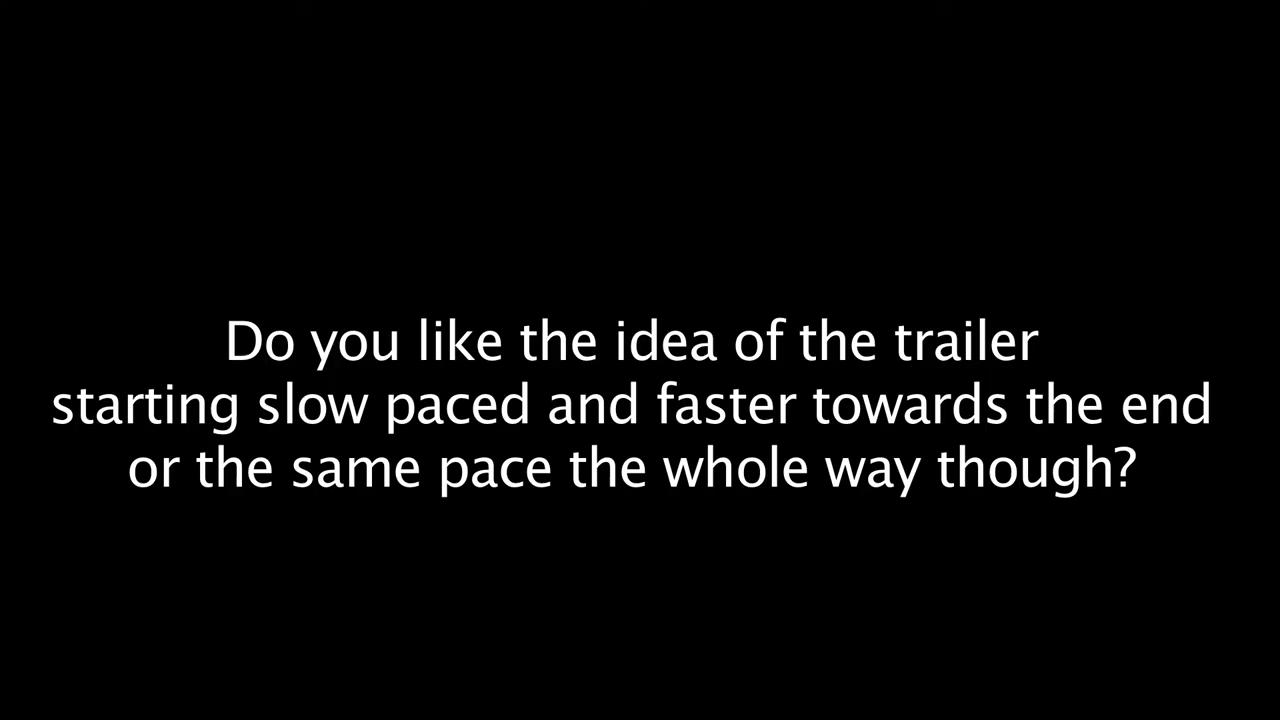 Do you like the idea of the trailer
starting slow paced and faster towards the end
or the same pace the whole way though?